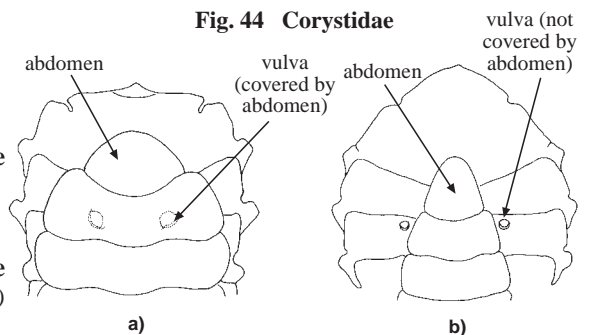 Fig. 44 Corystidae
abdomen
vulva
(covered by
abdomen)
abdomen
vulva (not
covered by
abdomen)
e
e
)
a)
b)